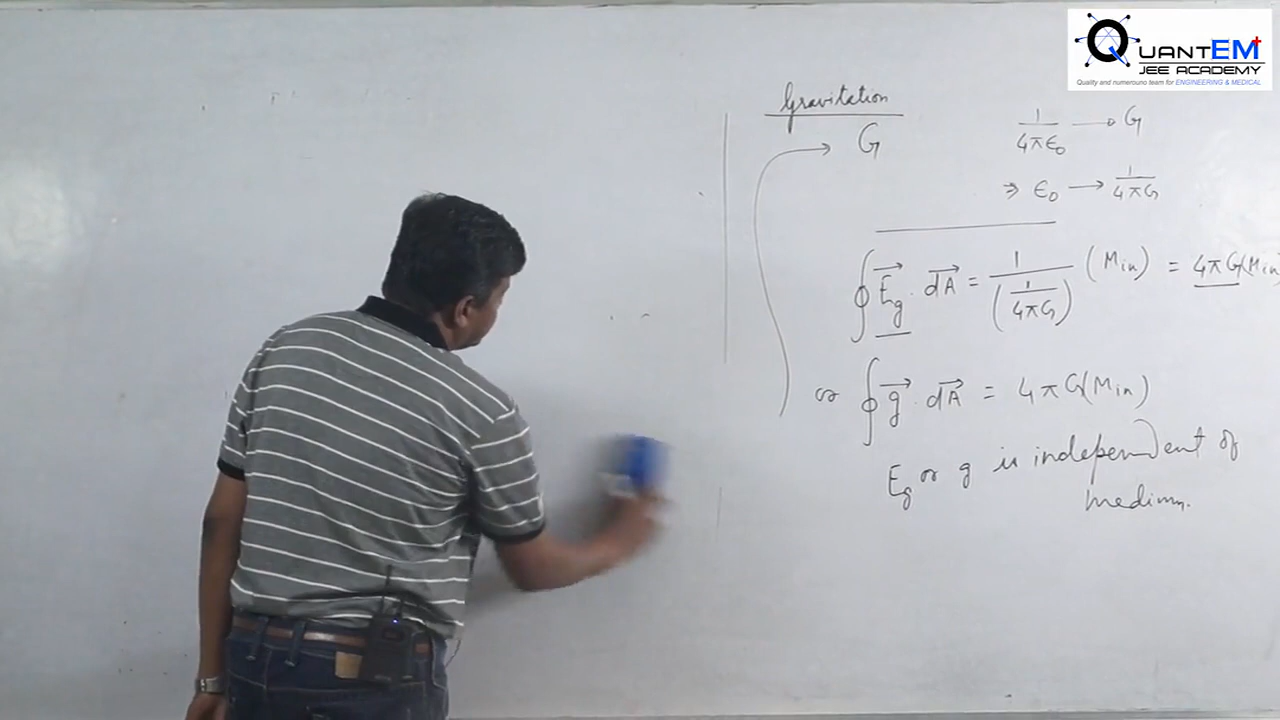 QUANTEM+
JEE ACADEMY
Quality and numerouno team for ENGINEERING & MEDICAL
Gravitation
G
1/4πϵ₀ → G
⇒ ϵ₀ → 1/4πG
∮ E⃗g · dA⃗ = 1/(1/4πG) (Min) = 4πG(Min)
or ∮ g⃗ · dA⃗ = 4πG(Min)
Eg or g is independent of
medium.